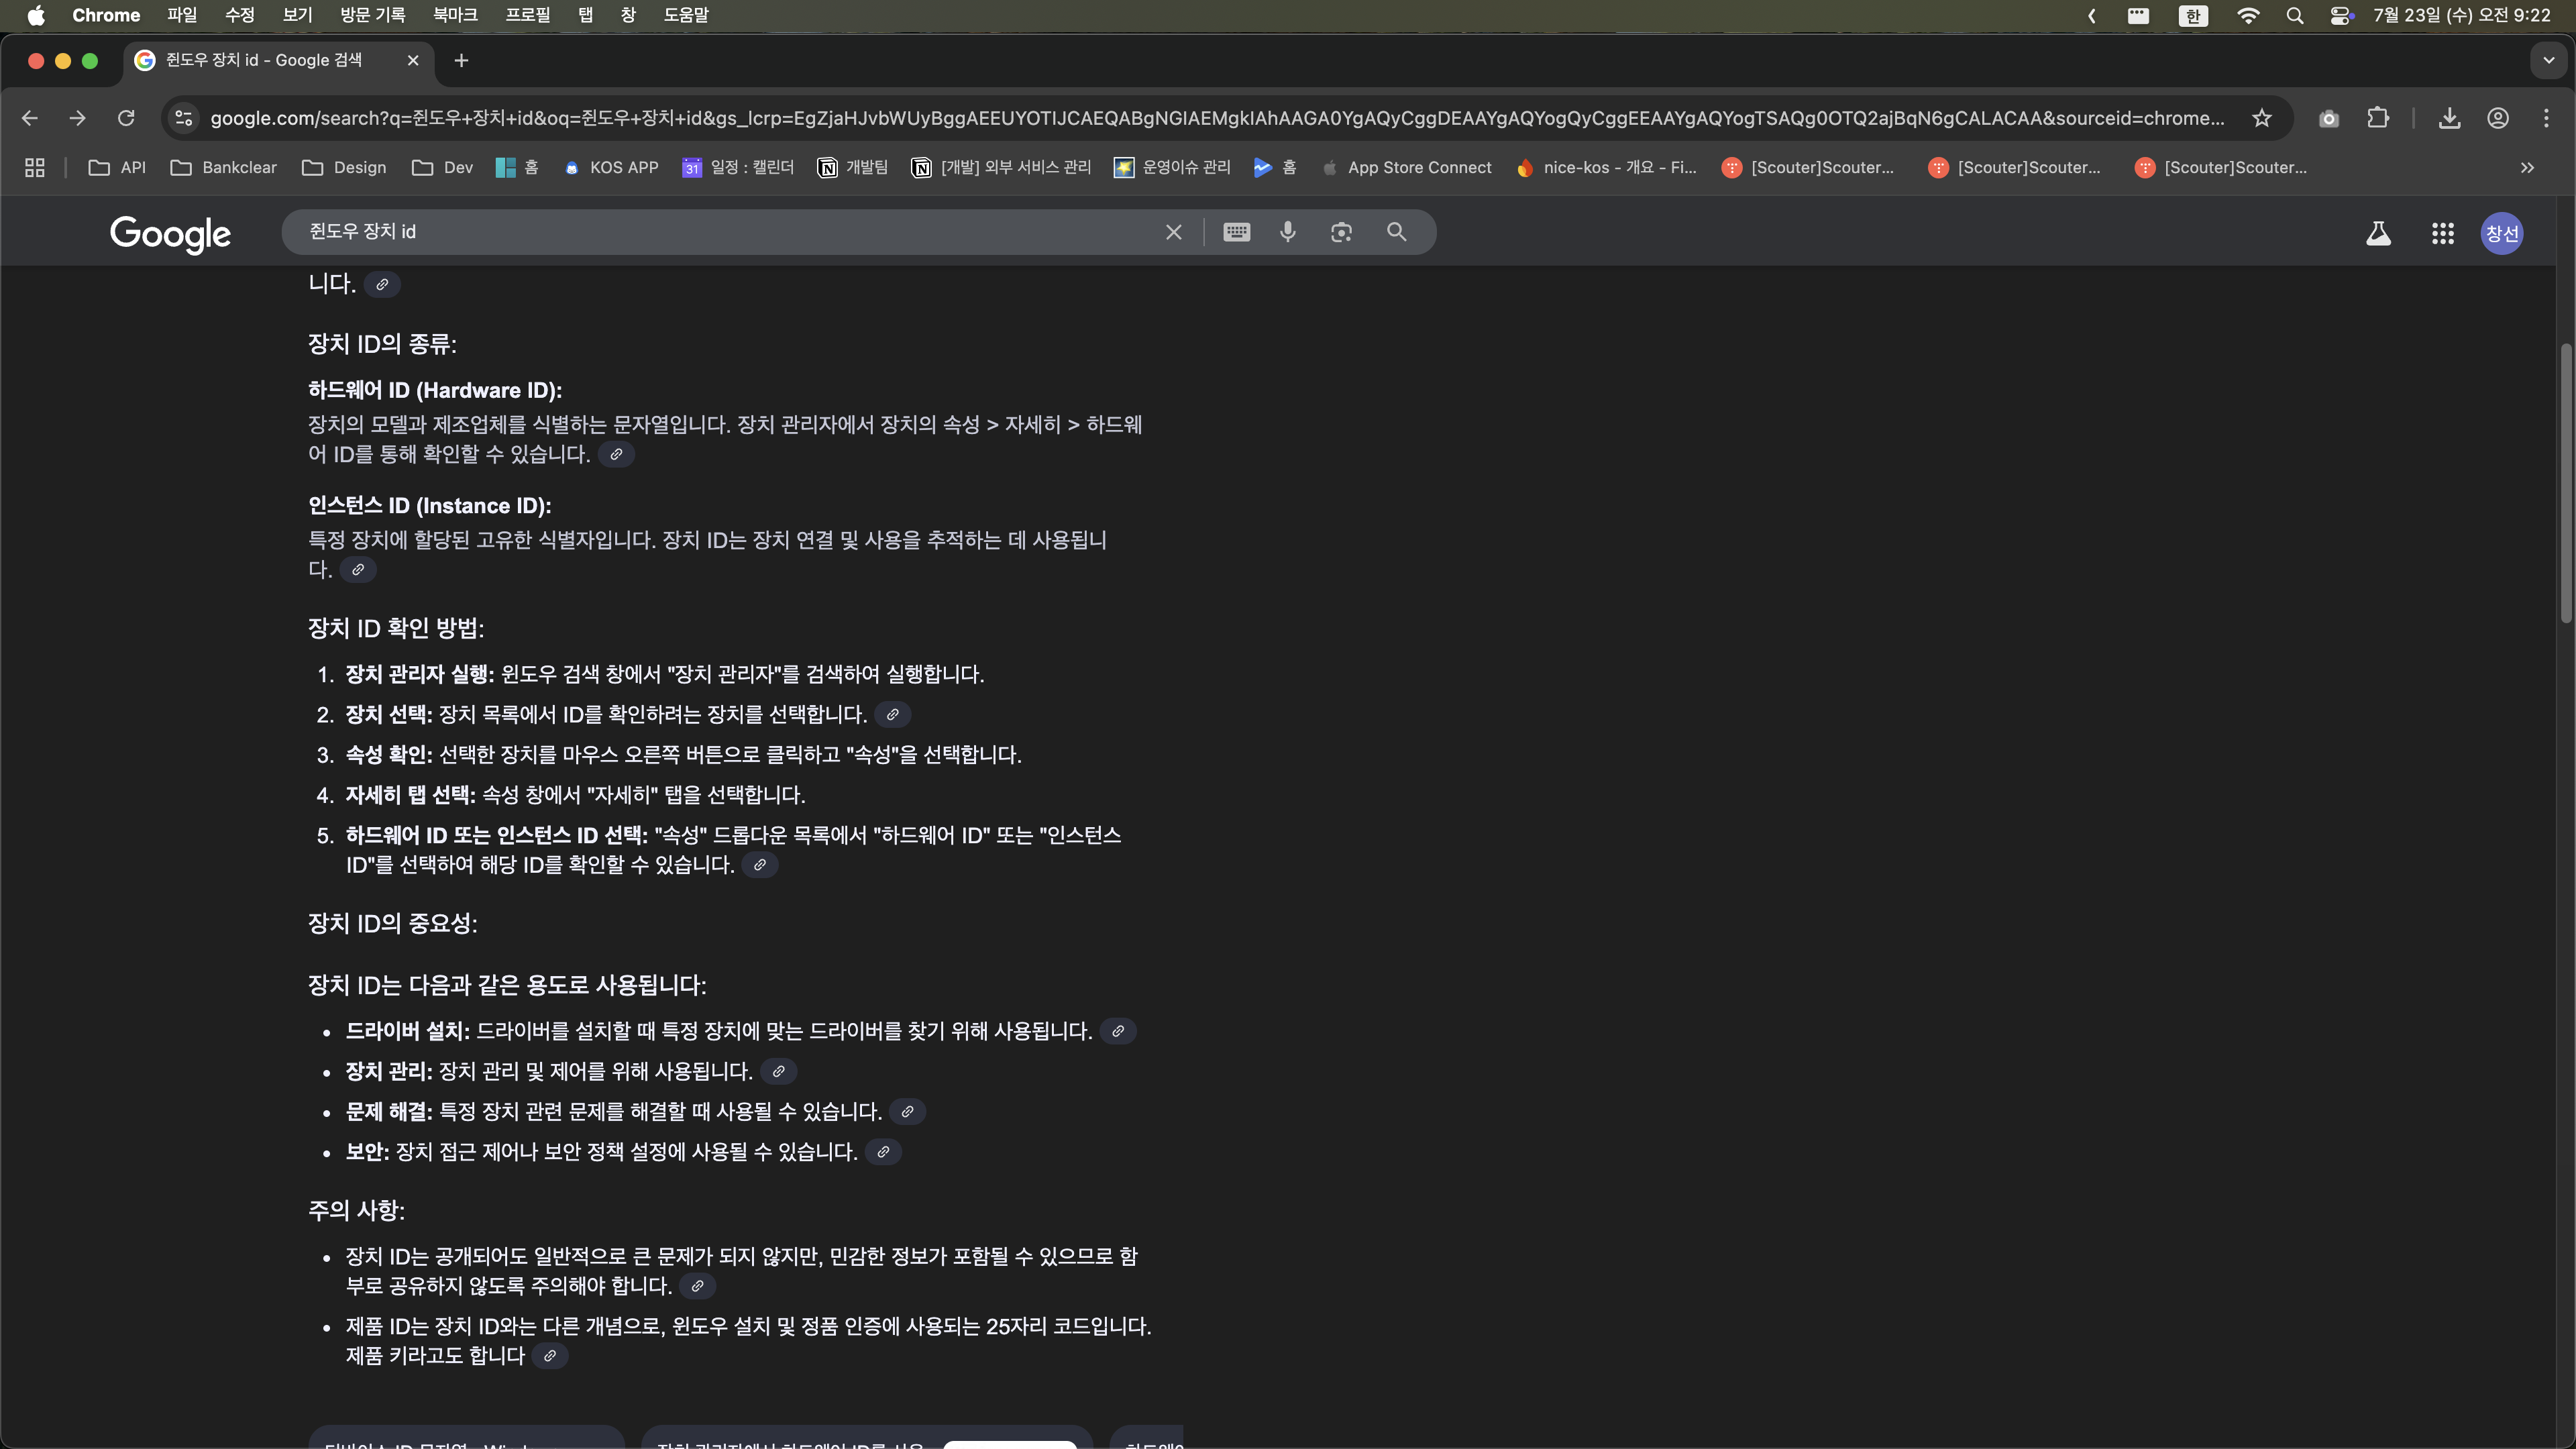 Chrome 파일 수정 보기 방문 기록 북마크 프로필 탭 창 도움말 한 7월 23일 (수) 오전 9:22
쥔도우 장치 id - Google 검색
google.com/search?q=쥔도우+장치+id&oq=쥔도우+장치+id&gs_lcrp=EgZjaHJvbWUyBggAEEUYOTIJCAEQABgNGIAEMgkIAhAAGA0YgAQyCggDEAAYgAQYogQyCggEEAAYgAQYogTSAQg0OTQ2ajBqN6gCALACAA&sourceid=chrome...
API Bankclear Design Dev 홈 KOS APP 31 일정 : 캘린더 개발팀 [개발] 외부 서비스 관리 운영이슈 관리 홈 App Store Connect nice-kos - 개요 - Fi... [Scouter]Scouter... [Scouter]Scouter... [Scouter]Scouter...
Google 쥔도우 장치 id 창선
니다.
장치 ID의 종류:
하드웨어 ID (Hardware ID):
장치의 모델과 제조업체를 식별하는 문자열입니다. 장치 관리자에서 장치의 속성 > 자세히 > 하드웨
어 ID를 통해 확인할 수 있습니다.
인스턴스 ID (Instance ID):
특정 장치에 할당된 고유한 식별자입니다. 장치 ID는 장치 연결 및 사용을 추적하는 데 사용됩니
다.
장치 ID 확인 방법:
1. 장치 관리자 실행: 윈도우 검색 창에서 "장치 관리자"를 검색하여 실행합니다.
2. 장치 선택: 장치 목록에서 ID를 확인하려는 장치를 선택합니다.
3. 속성 확인: 선택한 장치를 마우스 오른쪽 버튼으로 클릭하고 "속성"을 선택합니다.
4. 자세히 탭 선택: 속성 창에서 "자세히" 탭을 선택합니다.
5. 하드웨어 ID 또는 인스턴스 ID 선택: "속성" 드롭다운 목록에서 "하드웨어 ID" 또는 "인스턴스
ID"를 선택하여 해당 ID를 확인할 수 있습니다.
장치 ID의 중요성:
장치 ID는 다음과 같은 용도로 사용됩니다:
• 드라이버 설치: 드라이버를 설치할 때 특정 장치에 맞는 드라이버를 찾기 위해 사용됩니다.
• 장치 관리: 장치 관리 및 제어를 위해 사용됩니다.
• 문제 해결: 특정 장치 관련 문제를 해결할 때 사용될 수 있습니다.
• 보안: 장치 접근 제어나 보안 정책 설정에 사용될 수 있습니다.
주의 사항:
• 장치 ID는 공개되어도 일반적으로 큰 문제가 되지 않지만, 민감한 정보가 포함될 수 있으므로 함
부로 공유하지 않도록 주의해야 합니다.
• 제품 ID는 장치 ID와는 다른 개념으로, 윈도우 설치 및 정품 인증에 사용되는 25자리 코드입니다.
제품 키라고도 합니다